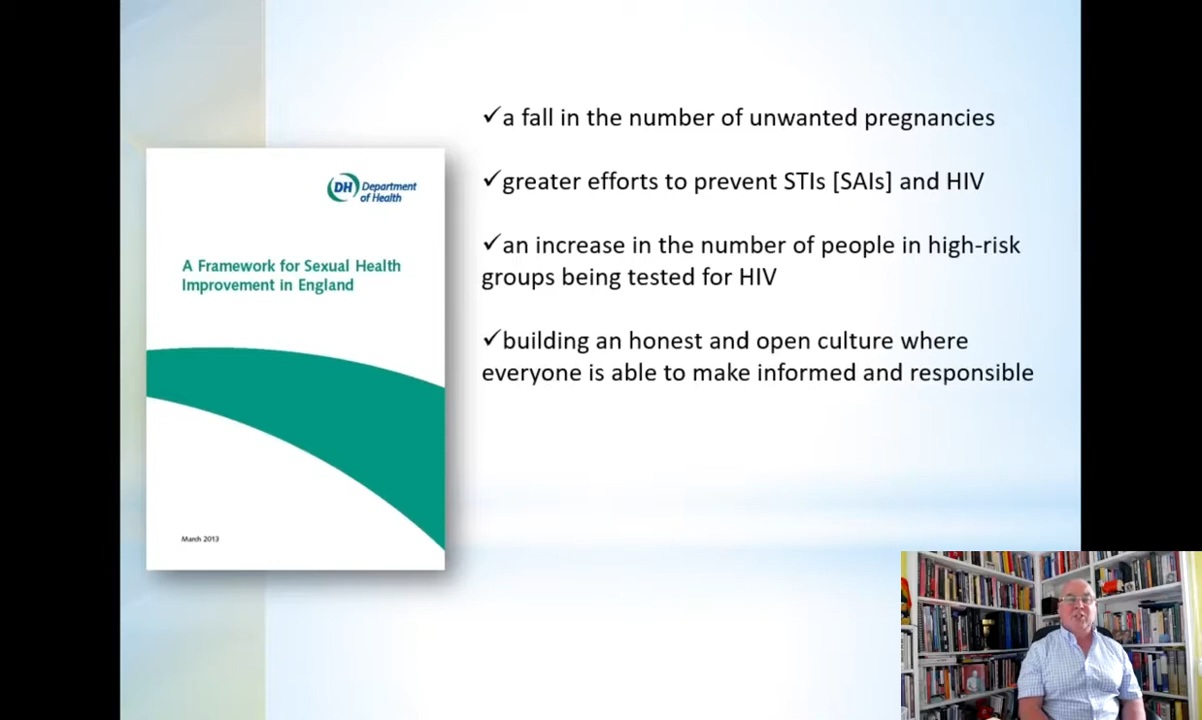 DH Department
of Health
A Framework for Sexual Health
Improvement in England
March 2013
✓a fall in the number of unwanted pregnancies
✓greater efforts to prevent STIs [SAIs] and HIV
✓an increase in the number of people in high-risk
groups being tested for HIV
✓building an honest and open culture where
everyone is able to make informed and responsible